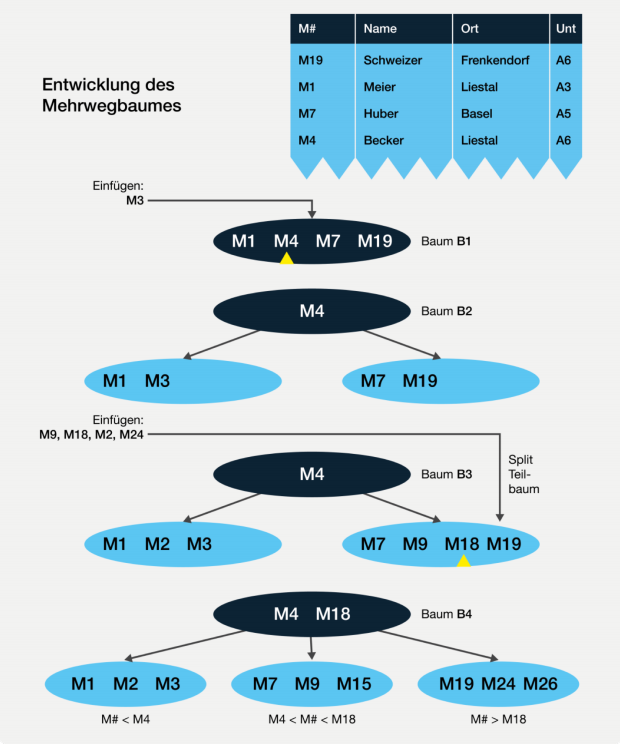 Entwicklung des
Mehrwegbaumes
M# Name Ort Unt
M19 Schweizer Frenkendorf A6
M1 Meier Liestal A3
M7 Huber Basel A5
M4 Becker Liestal A6
Einfügen:
M3
M1 M4 M7 M19 Baum B1
M4 Baum B2
M1 M3 M7 M19
Einfügen:
M9, M18, M2, M24
Split
Teil-
baum
M4 Baum B3
M1 M2 M3 M7 M9 M18 M19
M4 M18 Baum B4
M1 M2 M3 M7 M9 M15 M19 M24 M26
M# < M4 M4 < M# < M18 M# > M18